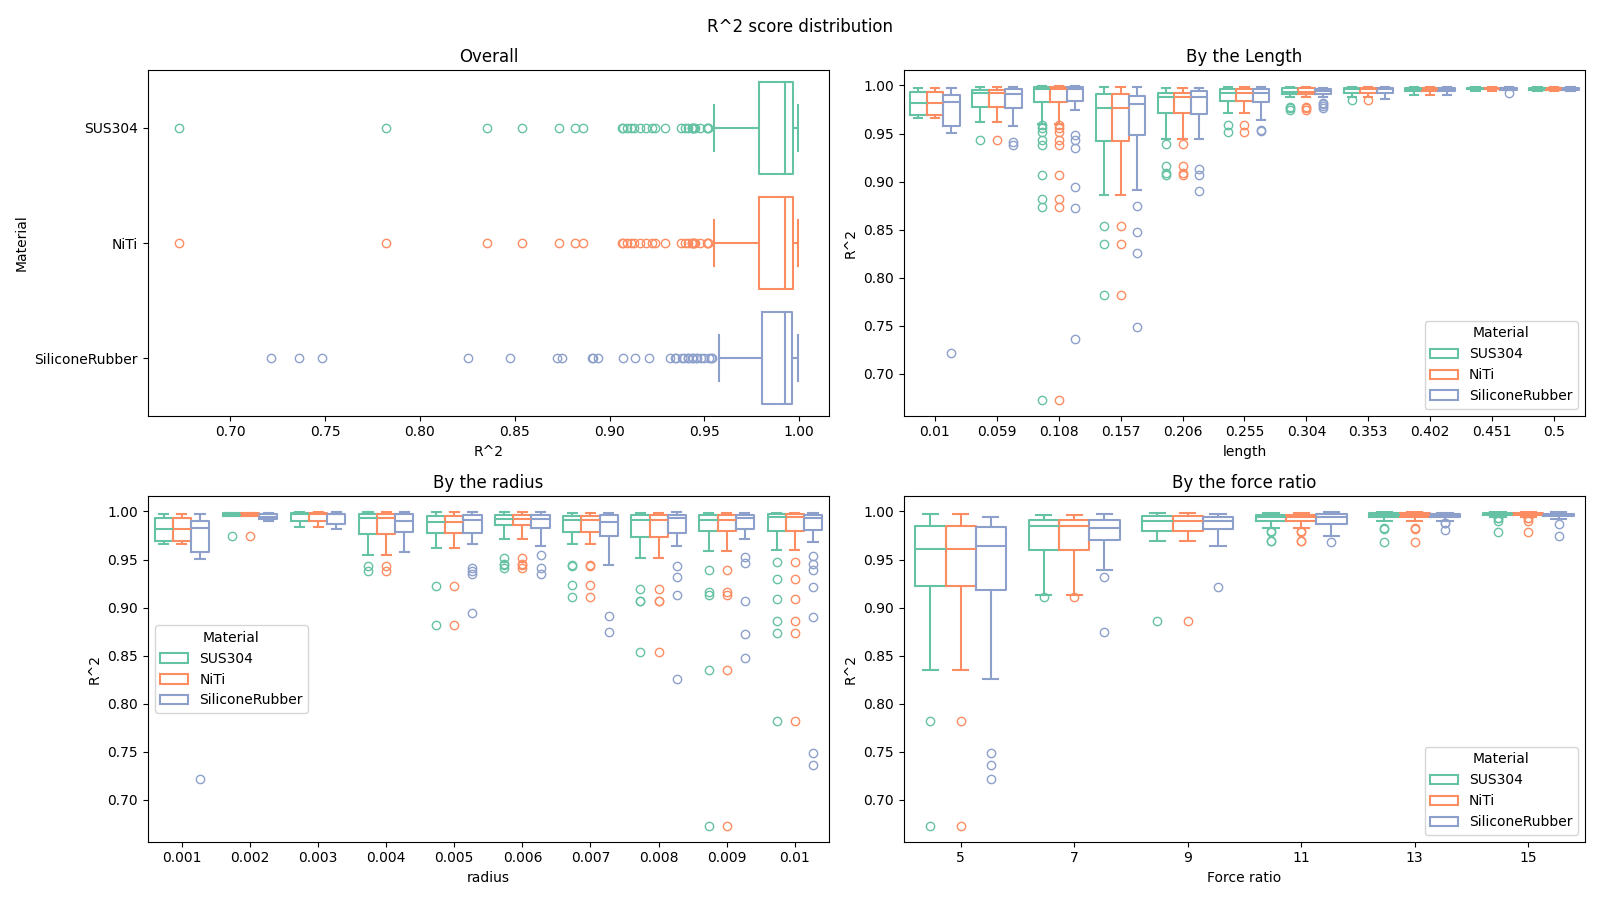 R^2 score distribution
Overall
Material
SUS304
NiTi
SiliconeRubber
0.70 0.75 0.80 0.85 0.90 0.95 1.00
R^2
By the Length
R^2
1.00
0.95
0.90
0.85
0.80
0.75
0.70
Material
SUS304
NiTi
SiliconeRubber
0.01 0.059 0.108 0.157 0.206 0.255 0.304 0.353 0.402 0.451 0.5
length
By the radius
R^2
1.00
0.95
0.90
0.85
0.80
0.75
0.70
Material
SUS304
NiTi
SiliconeRubber
0.001 0.002 0.003 0.004 0.005 0.006 0.007 0.008 0.009 0.01
radius
By the force ratio
R^2
1.00
0.95
0.90
0.85
0.80
0.75
0.70
Material
SUS304
NiTi
SiliconeRubber
5 7 9 11 13 15
Force ratio